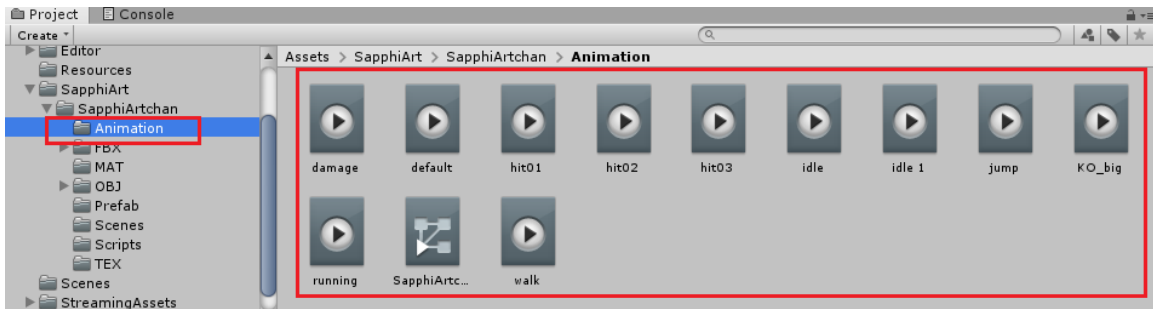 Project Console
Create
Editor
Resources
SapphiArt
SapphiArtchan
Animation
FBX
MAT
OBJ
Prefab
Scenes
Scripts
TEX
Scenes
StreamingAssets
Assets > SapphiArt > SapphiArtchan > Animation
damage default hit01 hit02 hit03 idle idle 1 jump KO_big
running SapphiArtc... walk